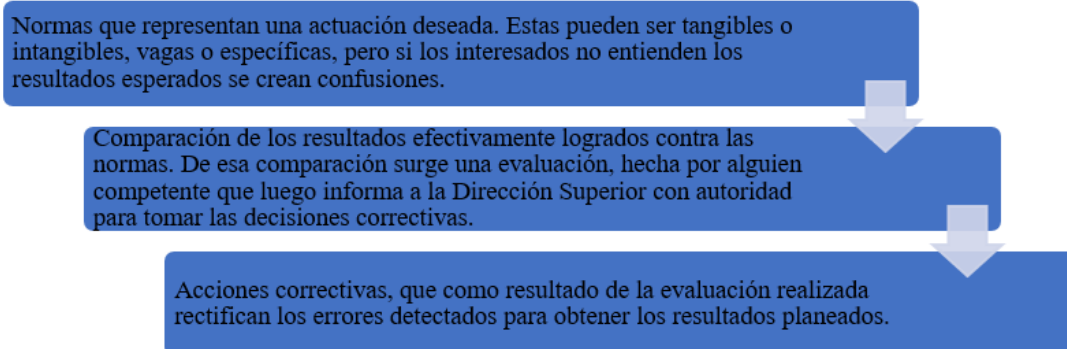 Normas que representan una actuación deseada. Estas pueden ser tangibles o
intangibles, vagas o específicas, pero si los interesados no entienden los
resultados esperados se crean confusiones.
Comparación de los resultados efectivamente logrados contra las
normas. De esa comparación surge una evaluación, hecha por alguien
competente que luego informa a la Dirección Superior con autoridad
para tomar las decisiones correctivas.
Acciones correctivas, que como resultado de la evaluación realizada
rectifican los errores detectados para obtener los resultados planeados.